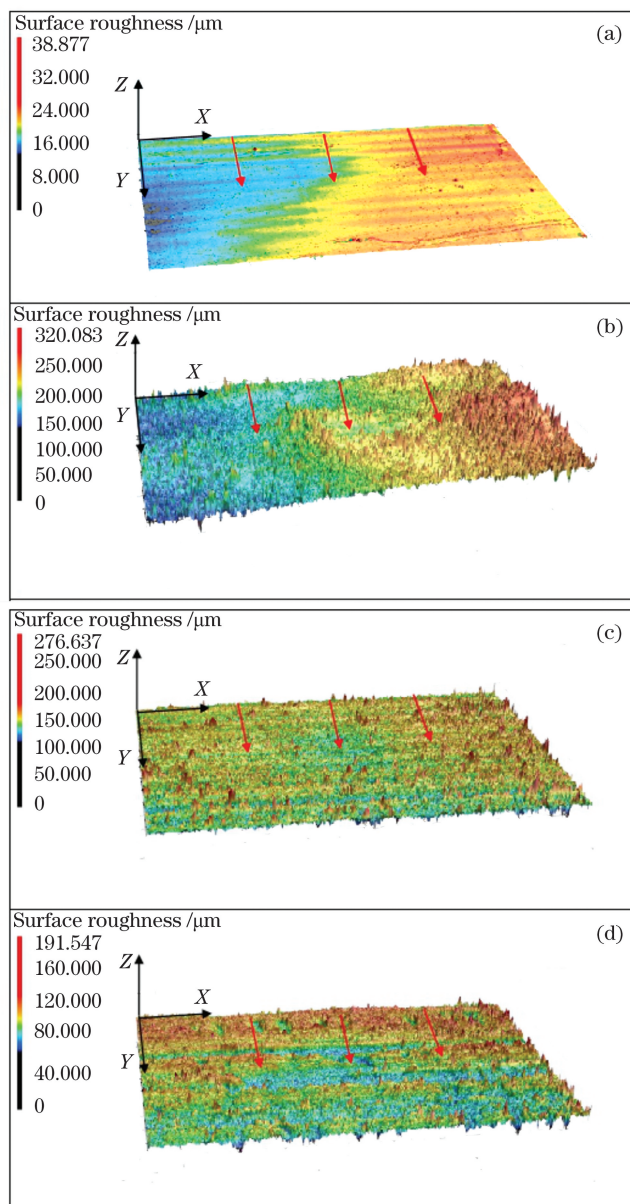 Surface roughness /μm
38.877
(a)
32.000
24.000
16.000
8.000
0
Z
X
Y
Surface roughness /μm
320.083
(b)
250.000
200.000
150.000
100.000
50.000
0
Z
X
Y
Surface roughness /μm
276.637
(c)
250.000
200.000
150.000
100.000
50.000
0
Z
X
Y
Surface roughness /μm
191.547
(d)
160.000
120.000
80.000
40.000
0
Z
X
Y